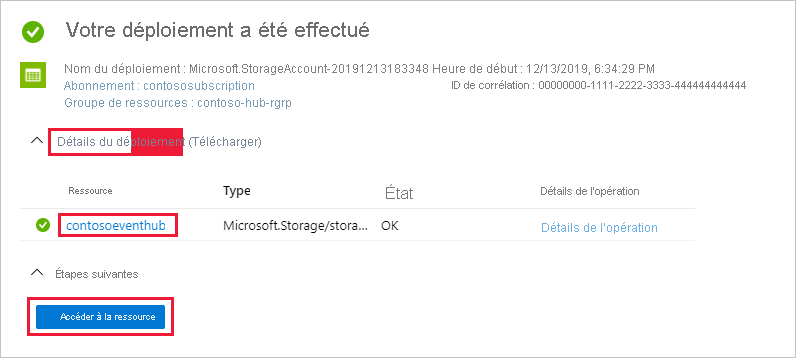 Votre déploiement a été effectué
Nom du déploiement : Microsoft.StorageAccount-20191213183348 Heure de début : 12/13/2019, 6:34:29 PM
Abonnement : contososubscription ID de corrélation : 00000000-1111-2222-3333-444444444444
Groupe de ressources : contoso-hub-rgrp
Détails du déploiement (Télécharger)
Ressource Type État Détails de l'opération
contosoeventhub Microsoft.Storage/stora... OK Détails de l'opération
Étapes suivantes
Accéder à la ressource